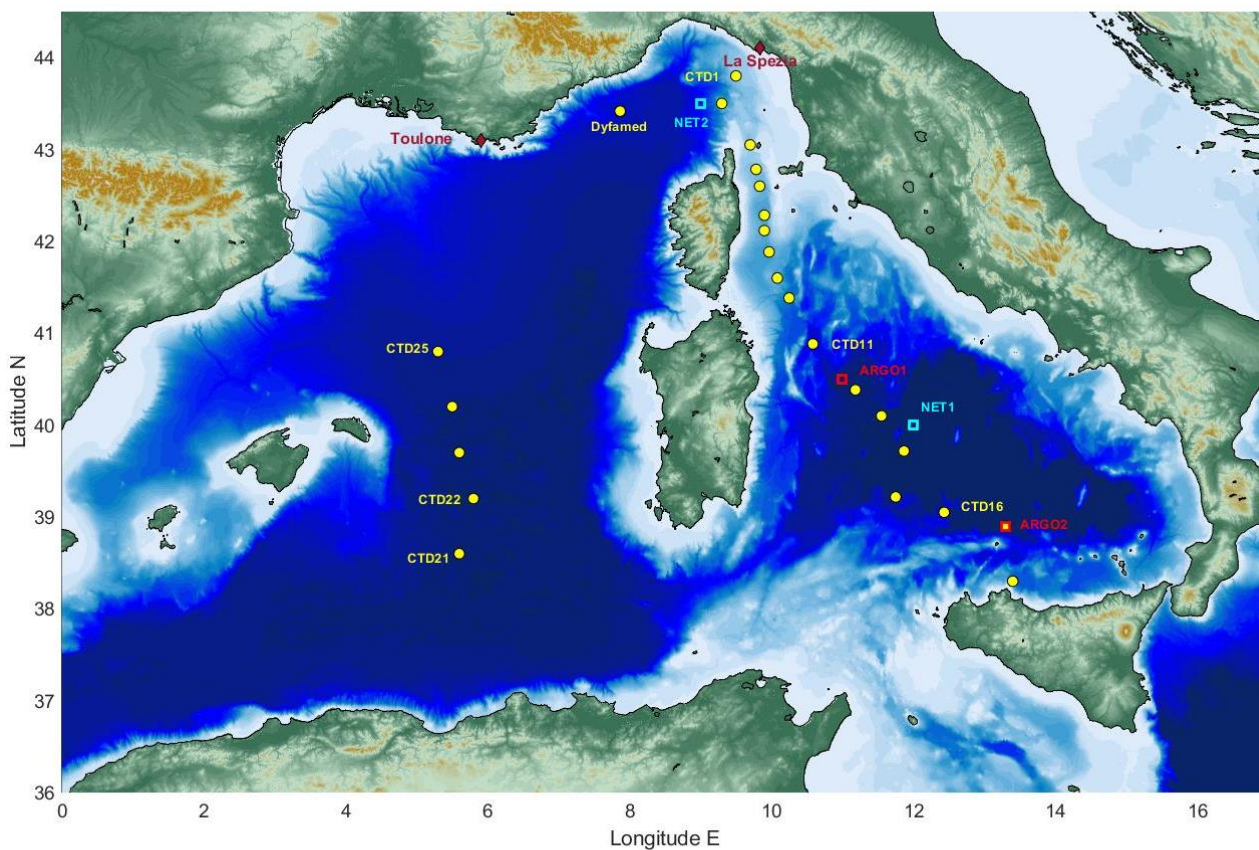 44
La Spezia
CTD1
NET2
Dyfamed
Toulone
43
42
41
CTD11
CTD25
ARGO1
NET1
40
CTD22
CTD16
39
ARGO2
CTD21
38
37
36
Latitude N
0 2 4 6 8 10 12 14 16
Longitude E